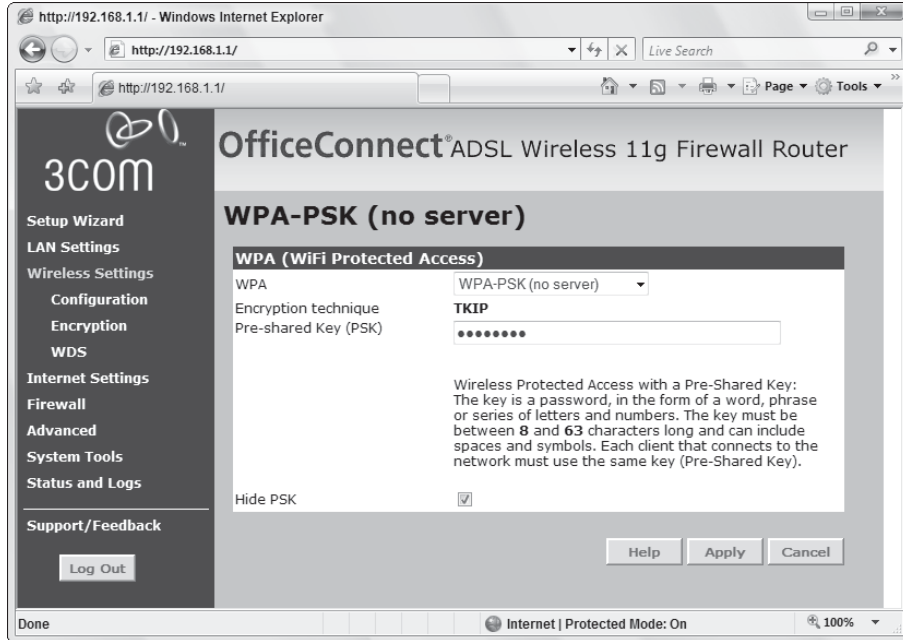 http://192.168.1.1/ - Windows Internet Explorer
http://192.168.1.1/
Live Search
http://192.168.1.1/
Page
Tools
3COM
OfficeConnect® ADSL Wireless 11g Firewall Router
Setup Wizard
LAN Settings
Wireless Settings
Configuration
Encryption
WDS
Internet Settings
Firewall
Advanced
System Tools
Status and Logs
Support/Feedback
Log Out
WPA-PSK (no server)
WPA (WiFi Protected Access)
WPA
WPA-PSK (no server)
Encryption technique
TKIP
Pre-shared Key (PSK)
••••••••
Wireless Protected Access with a Pre-Shared Key:
The key is a password, in the form of a word, phrase
or series of letters and numbers. The key must be
between 8 and 63 characters long and can include
spaces and symbols. Each client that connects to the
network must use the same key (Pre-Shared Key).
Hide PSK
Help
Apply
Cancel
Done
Internet | Protected Mode: On
100%